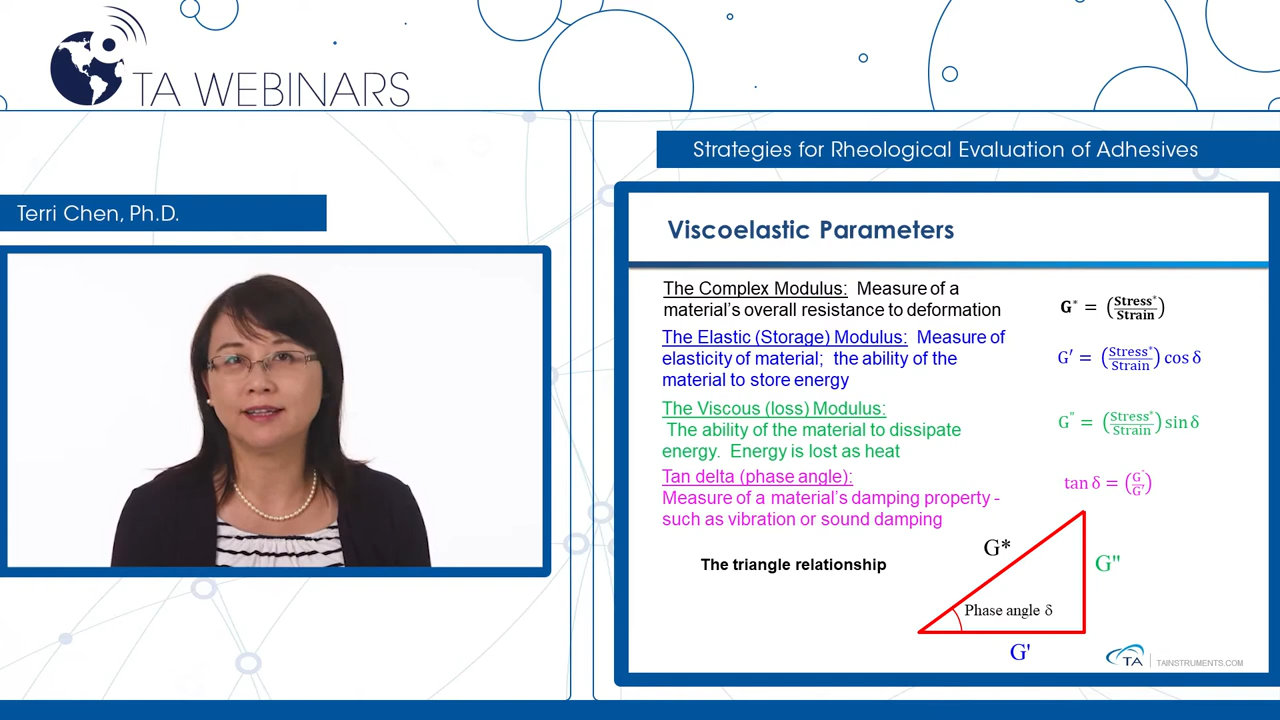 TA WEBINARS
Strategies for Rheological Evaluation of Adhesives
Terri Chen, Ph.D.
Viscoelastic Parameters
The Complex Modulus: Measure of a
material's overall resistance to deformation
G* = (Stress*/Strain)
The Elastic (Storage) Modulus: Measure of
elasticity of material; the ability of the
material to store energy
G' = (Stress*/Strain) cos δ
The Viscous (loss) Modulus:
The ability of the material to dissipate
energy. Energy is lost as heat
G" = (Stress*/Strain) sin δ
Tan delta (phase angle):
Measure of a material's damping property -
such as vibration or sound damping
tan δ = (G"/G')
The triangle relationship
G*
G"
Phase angle δ
G'
TA
TAINSTRUMENTS.COM